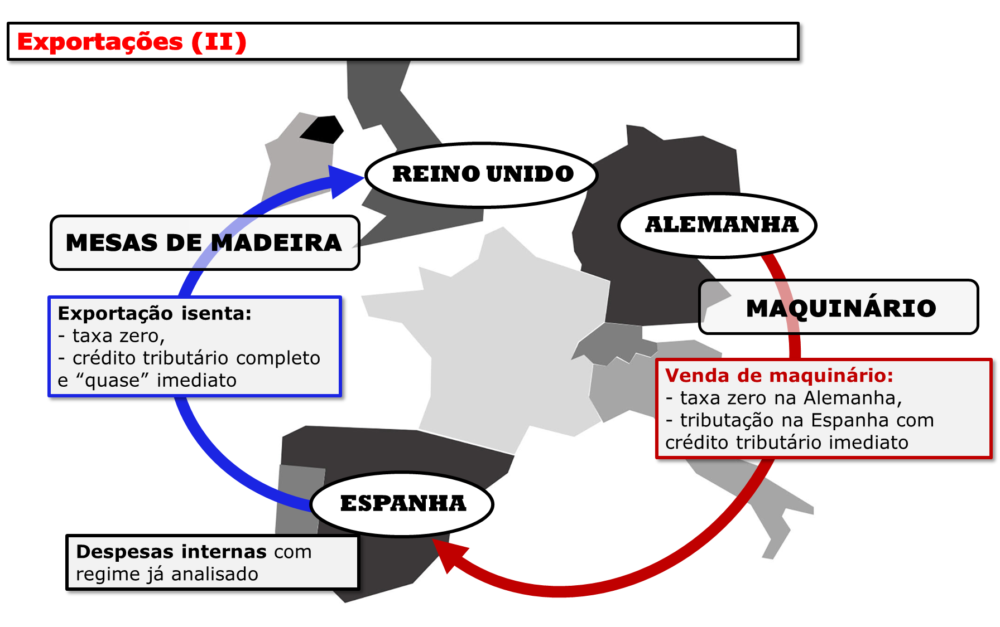 Exportações (II)
REINO UNIDO
ALEMANHA
MESAS DE MADEIRA
MAQUINÁRIO
Exportação isenta:
- taxa zero,
- crédito tributário completo
e “quase” imediato
Venda de maquinário:
- taxa zero na Alemanha,
- tributação na Espanha com
crédito tributário imediato
ESPANHA
Despesas internas com
regime já analisado